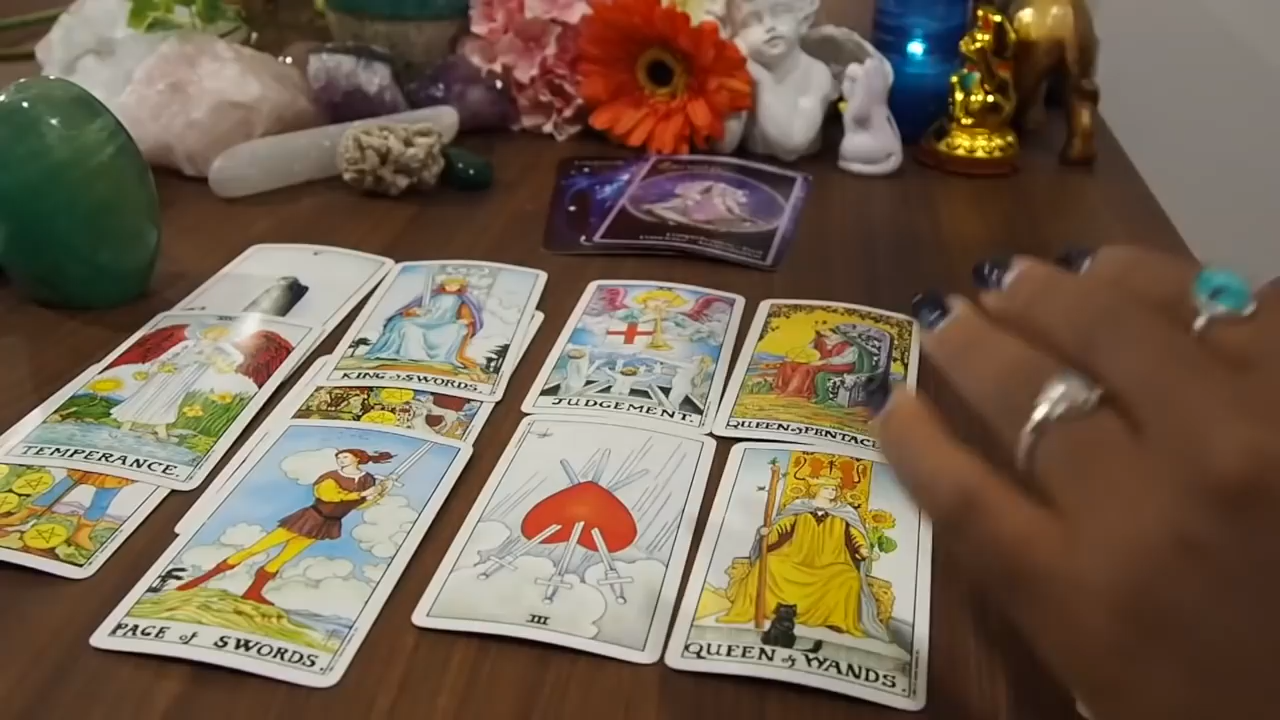 KING of SWORDS.
JUDGEMENT.
QUEEN of PENTACL
TEMPERANCE.
PAGE of SWORDS.
III
QUEEN of WANDS.